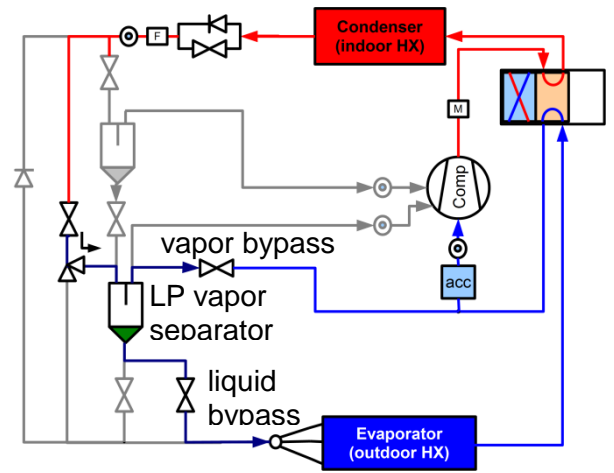 Condenser
(indoor HX)
F
M
Comp
vapor bypass
LP vapor
separator
acc
liquid
bypass
Evaporator
(outdoor HX)